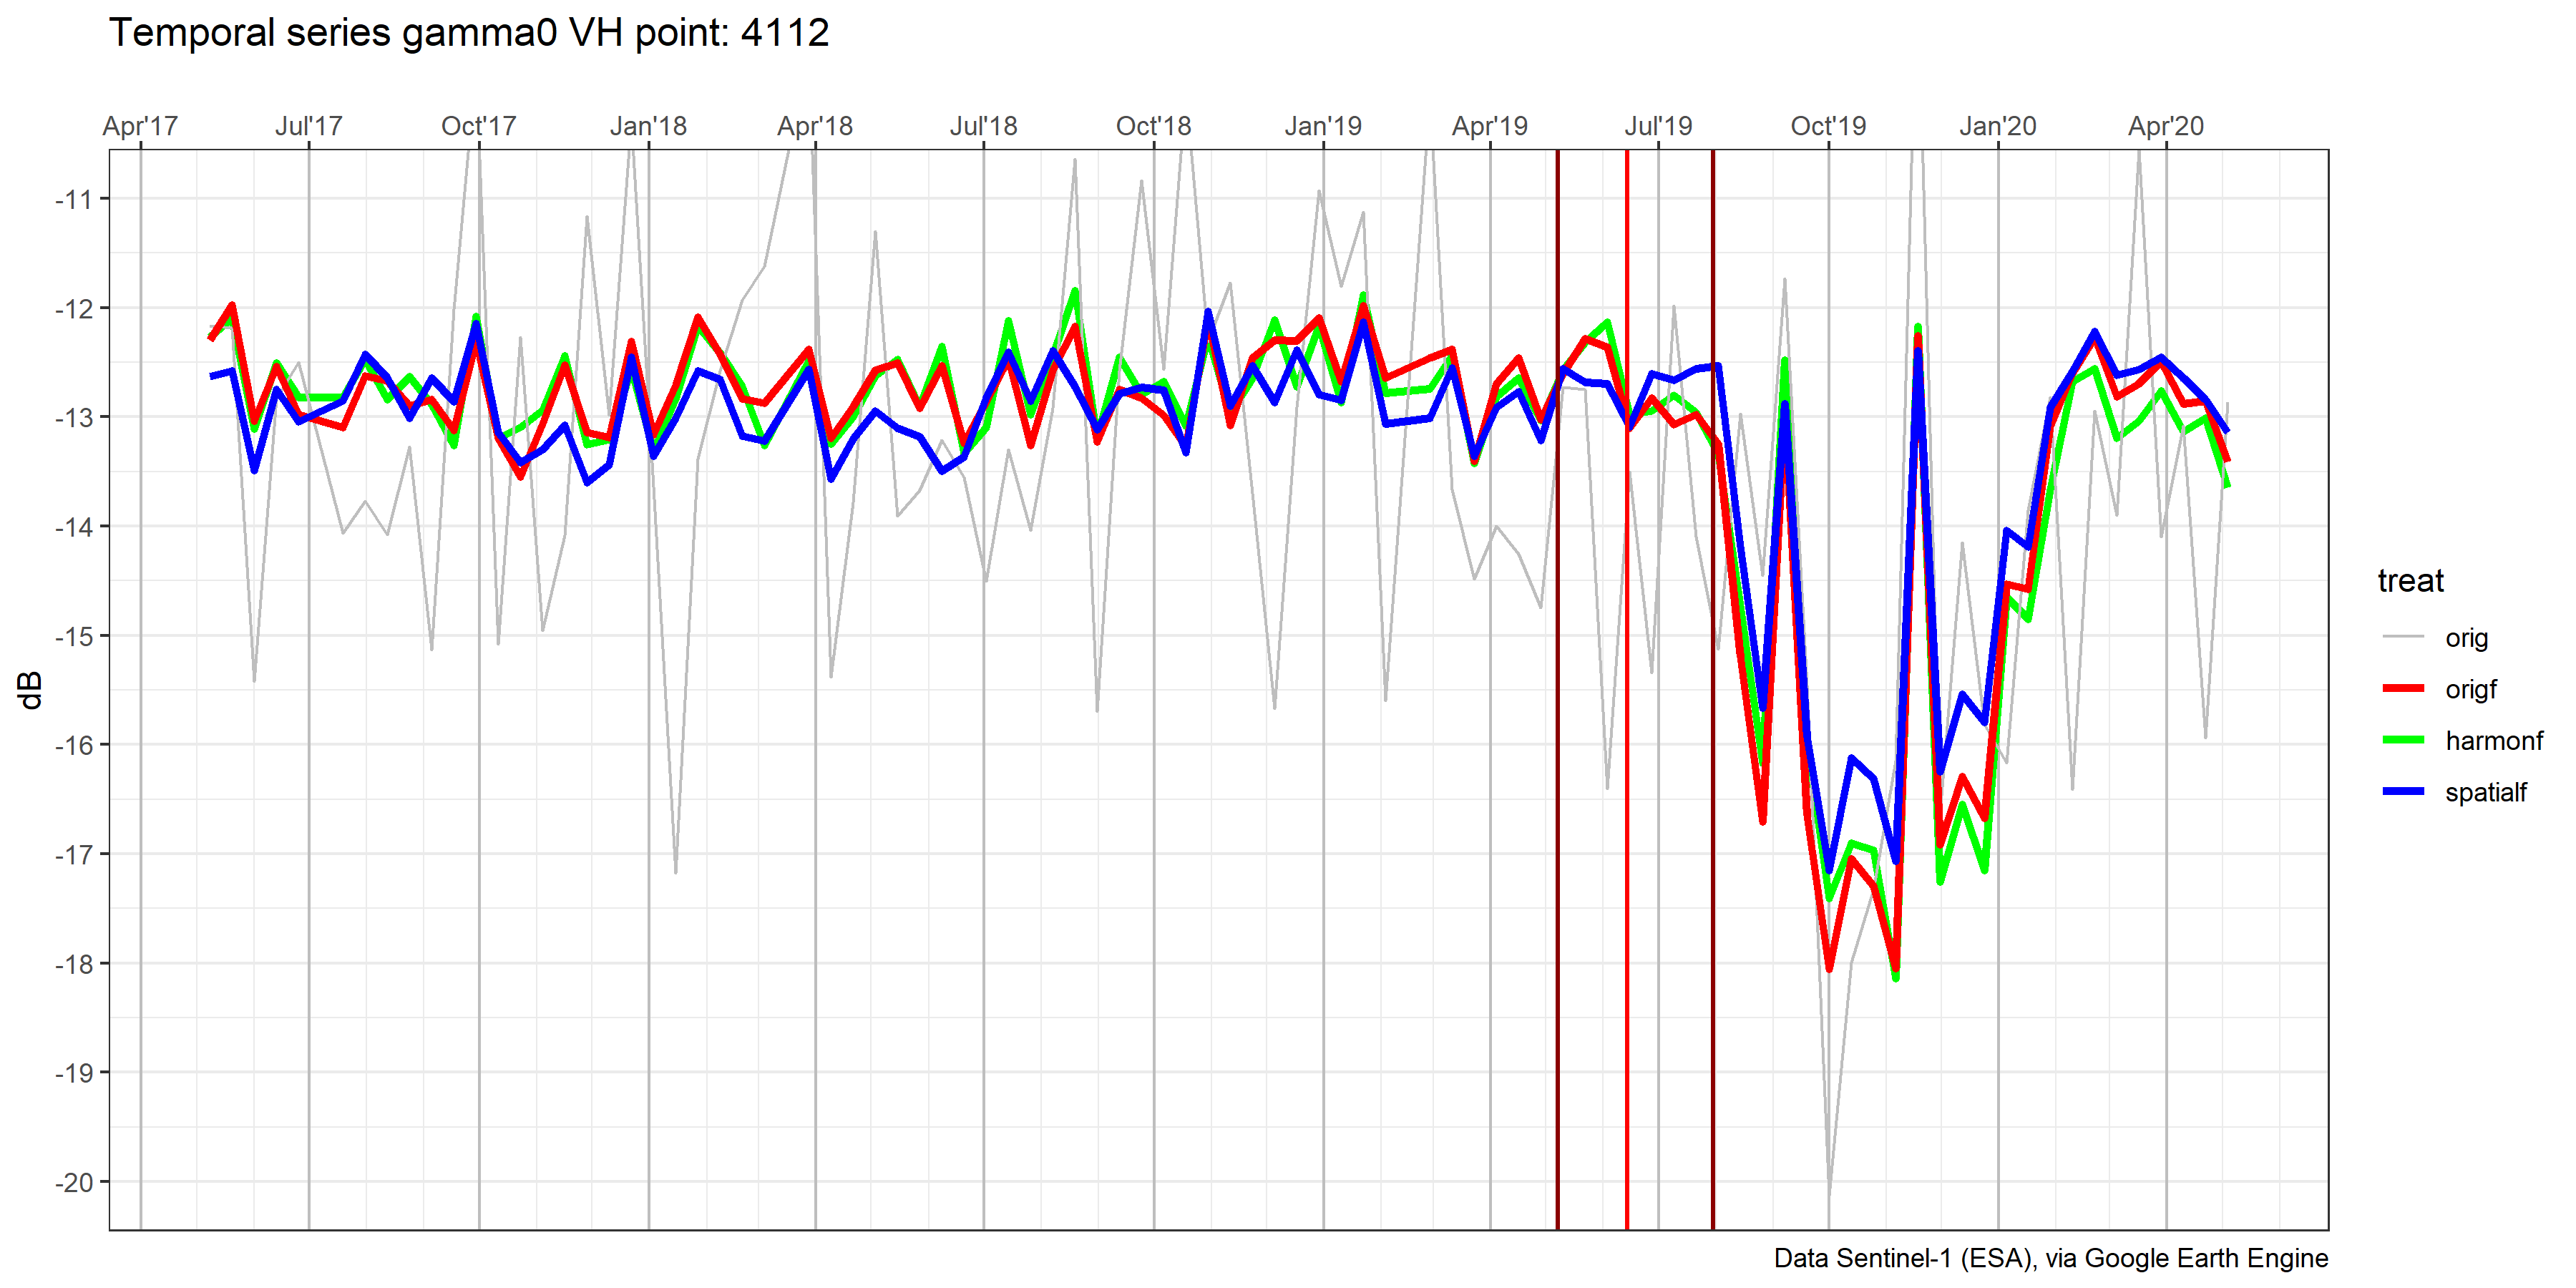 Temporal series gamma0 VH point: 4112
Apr'17 Jul'17 Oct'17 Jan'18 Apr'18 Jul'18 Oct'18 Jan'19 Apr'19 Jul'19 Oct'19 Jan'20 Apr'20
-11
-12
-13
-14
-15
-16
-17
-18
-19
-20
dB
treat
orig
origf
harmonf
spatialf
Data Sentinel-1 (ESA), via Google Earth Engine